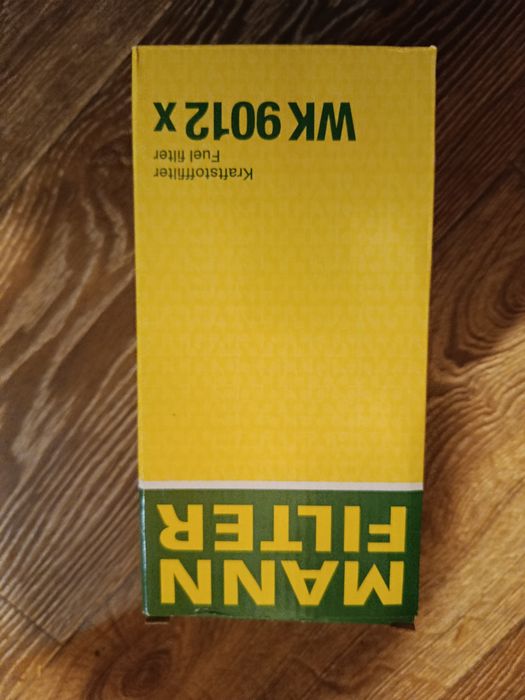 MANN
FILTER
Kraftstofffilter
Fuel filter
WK 9012 x